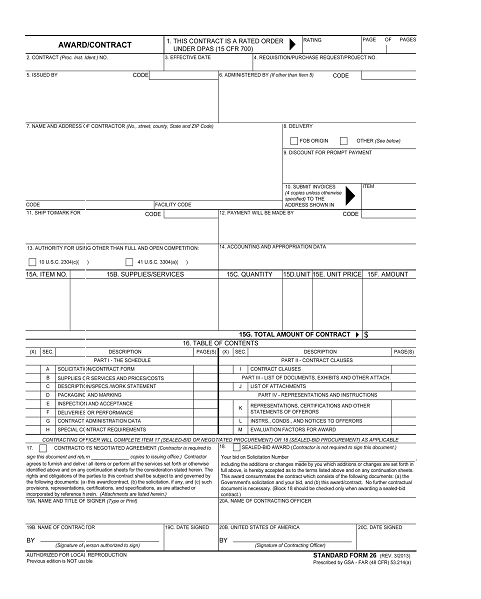 AWARD/CONTRACT
1. THIS CONTRACT IS A RATED ORDER
UNDER DPAS (15 CFR 700)
RATING
PAGE OF PAGES
2. CONTRACT (Proc. Inst. Ident.) NO.
3. EFFECTIVE DATE
4. REQUISITION/PURCHASE REQUEST/PROJECT NO.
5. ISSUED BY CODE
6. ADMINISTERED BY (If other than Item 5) CODE
7. NAME AND ADDRESS OF CONTRACTOR (No., street, county, State and ZIP Code)
8. DELIVERY
FOB ORIGIN OTHER (See below)
9. DISCOUNT FOR PROMPT PAYMENT
10. SUBMIT INVOICES
(4 copies unless otherwise
specified) TO THE
ADDRESS SHOWN IN
ITEM
CODE FACILITY CODE
11. SHIP TO/MARK FOR CODE
12. PAYMENT WILL BE MADE BY CODE
13. AUTHORITY FOR USING OTHER THAN FULL AND OPEN COMPETITION:
10 U.S.C. 2304(c)( ) 41 U.S.C. 3304(a)( )
14. ACCOUNTING AND APPROPRIATION DATA
15A. ITEM NO. 15B. SUPPLIES/SERVICES 15C. QUANTITY 15D.UNIT 15E. UNIT PRICE 15F. AMOUNT
15G. TOTAL AMOUNT OF CONTRACT $
16. TABLE OF CONTENTS
(X) SEC. DESCRIPTION PAGE(S) (X) SEC. DESCRIPTION PAGE(S)
PART I - THE SCHEDULE PART II - CONTRACT CLAUSES
A SOLICITATION/CONTRACT FORM I CONTRACT CLAUSES
B SUPPLIES OR SERVICES AND PRICES/COSTS PART III - LIST OF DOCUMENTS, EXHIBITS AND OTHER ATTACH.
C DESCRIPTION/SPECS./WORK STATEMENT J LIST OF ATTACHMENTS
D PACKAGING AND MARKING PART IV - REPRESENTATIONS AND INSTRUCTIONS
E INSPECTION AND ACCEPTANCE
K REPRESENTATIONS, CERTIFICATIONS AND OTHER
STATEMENTS OF OFFERORS
F DELIVERIES OR PERFORMANCE
G CONTRACT ADMINISTRATION DATA L INSTRS., CONDS., AND NOTICES TO OFFERORS
H SPECIAL CONTRACT REQUIREMENTS M EVALUATION FACTORS FOR AWARD
CONTRACTING OFFICER WILL COMPLETE ITEM 17 (SEALED-BID OR NEGOTIATED PROCUREMENT) OR 18 (SEALED-BID PROCUREMENT) AS APPLICABLE
17. CONTRACTOR'S NEGOTIATED AGREEMENT (Contractor is required to
sign this document and return copies to issuing office.) Contractor
agrees to furnish and deliver all items or perform all the services set forth or otherwise
identified above and on any continuation sheets for the consideration stated herein. The
rights and obligations of the parties to this contract shall be subject to and governed by
the following documents: (a) this award/contract, (b) the solicitation, if any, and (c) such
provisions, representations, certifications, and specifications, as are attached or
incorporated by reference herein. (Attachments are listed herein.)
18. SEALED-BID AWARD (Contractor is not required to sign this document.)
Your bid on Solicitation Number
including the additions or changes made by you which additions or changes are set forth in
full above, is hereby accepted as to the terms listed above and on any continuation sheets.
This award consummates the contract which consists of the following documents: (a) the
Government's solicitation and your bid, and (b) this award/contract. No further contractual
document is necessary. (Block 18 should be checked only when awarding a sealed-bid
contract.)
19A. NAME AND TITLE OF SIGNER (Type or Print)
20A. NAME OF CONTRACTING OFFICER
19B. NAME OF CONTRACTOR 19C. DATE SIGNED 20B. UNITED STATES OF AMERICA 20C. DATE SIGNED
BY BY
(Signature of person authorized to sign) (Signature of Contracting Officer)
AUTHORIZED FOR LOCAL REPRODUCTION
Previous edition is NOT usable
STANDARD FORM 26 (REV. 3/2013)
Prescribed by GSA - FAR (48 CFR) 53.214(a)